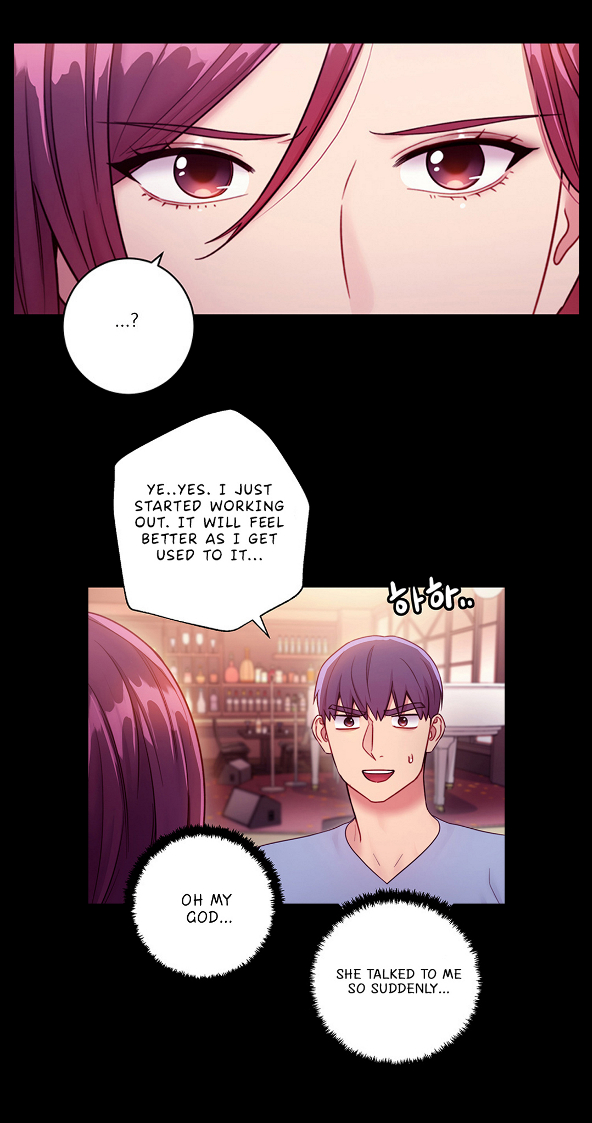 ...?
YE..YES. I JUST
STARTED WORKING
OUT. IT WILL FEEL
BETTER AS I GET
USED TO IT...
하하..
OH MY
GOD...
SHE TALKED TO ME
SO SUDDENLY...